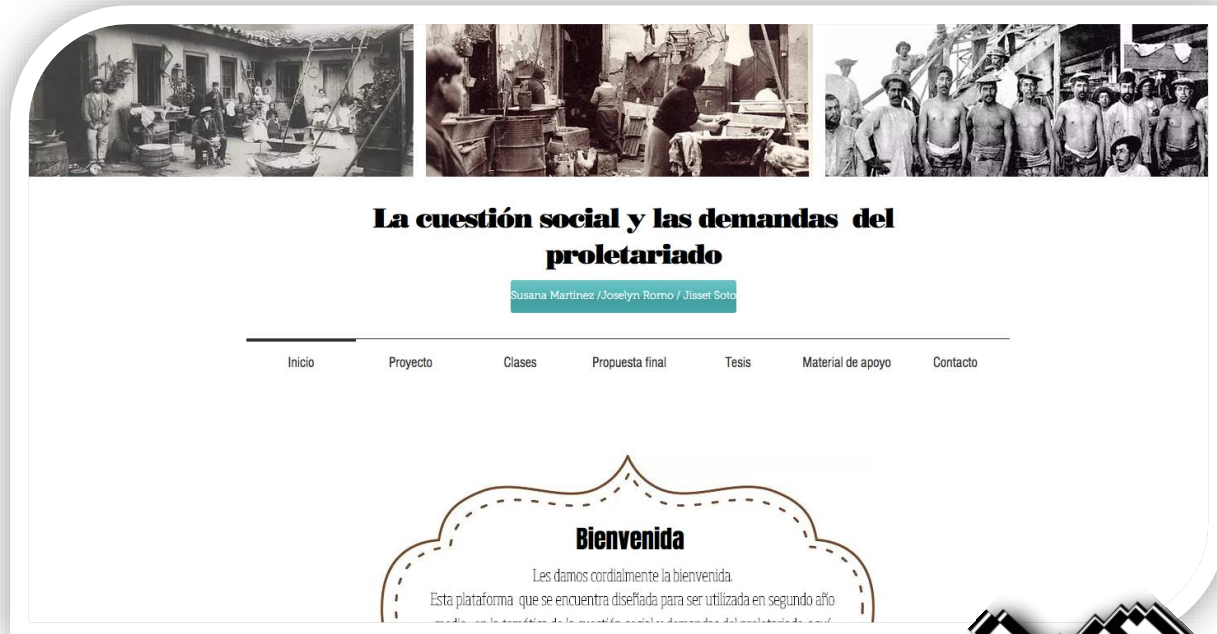 La cuestión social y las demandas del
proletariado
Susana Martinez /Joselyn Romo / Jisset Soto
Inicio Proyecto Clases Propuesta final Tesis Material de apoyo Contacto
Bienvenida
Les damos cordialmente la bienvenida.
Esta plataforma que se encuentra diseñada para ser utilizada en segundo año